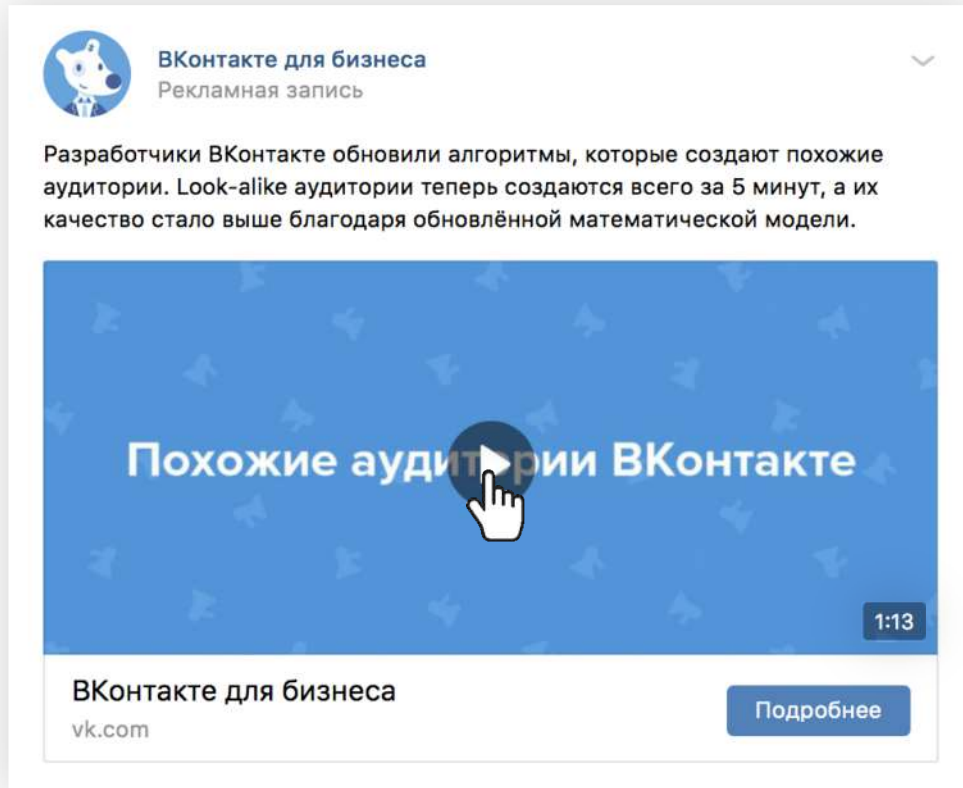 ВКонтакте для бизнеса
Рекламная запись
Разработчики ВКонтакте обновили алгоритмы, которые создают похожие
аудитории. Look-alike аудитории теперь создаются всего за 5 минут, а их
качество стало выше благодаря обновлённой математической модели.
Похожие аудитории ВКонтакте
1:13
ВКонтакте для бизнеса
vk.com
Подробнее